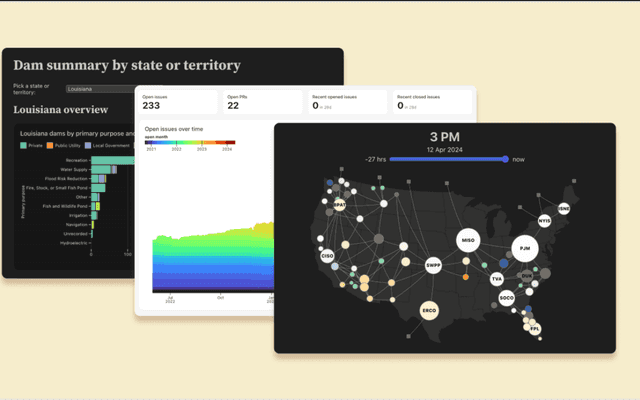 Dam summary by state or territory
Pick a state or
territory:
Louisiana
Louisiana overview
Louisiana dams by primary purpose and
Private
Public Utility
Local Government
Primary purpose
Recreation
Water Supply
Flood Risk Reduction
Fire, Stock, or Small Fish Pond
Other
Fish and Wildlife Pond
Irrigation
Navigation
Unrecorded
Hydroelectric
0
100
Open issues
233
Open PRs
22
Recent opened issues
0
Recent closed issues
0
Open issues over time
open month
2021
2022
2023
2024
Jul
2022
Oct
Jan
3 PM
12 Apr 2024
−27 hrs
now
BPAT
CISO
SWPP
MISO
ERCO
PJM
NYIS
ISNE
TVA
DUK
SOCO
FPL